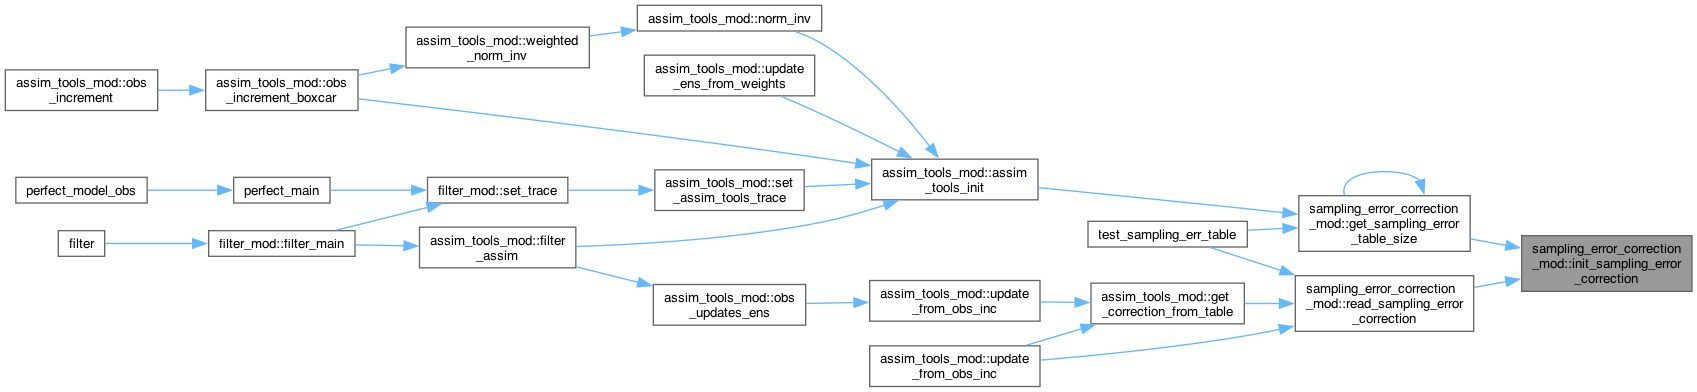 assim_tools_mod::norm_inv
assim_tools_mod::weighted
_norm_inv
assim_tools_mod::update
_ens_from_weights
assim_tools_mod::obs
_increment
assim_tools_mod::obs
_increment_boxcar
assim_tools_mod::assim
_tools_init
perfect_model_obs
perfect_main
filter_mod::set_trace
assim_tools_mod::set
_assim_tools_trace
sampling_error_correction
_mod::get_sampling_error
_table_size
filter
filter_mod::filter_main
assim_tools_mod::filter
_assim
test_sampling_err_table
sampling_error_correction
_mod::init_sampling_error
_correction
assim_tools_mod::obs
_updates_ens
assim_tools_mod::update
_from_obs_inc
assim_tools_mod::get
_correction_from_table
sampling_error_correction
_mod::read_sampling_error
_correction
assim_tools_mod::update
_from_obs_inc